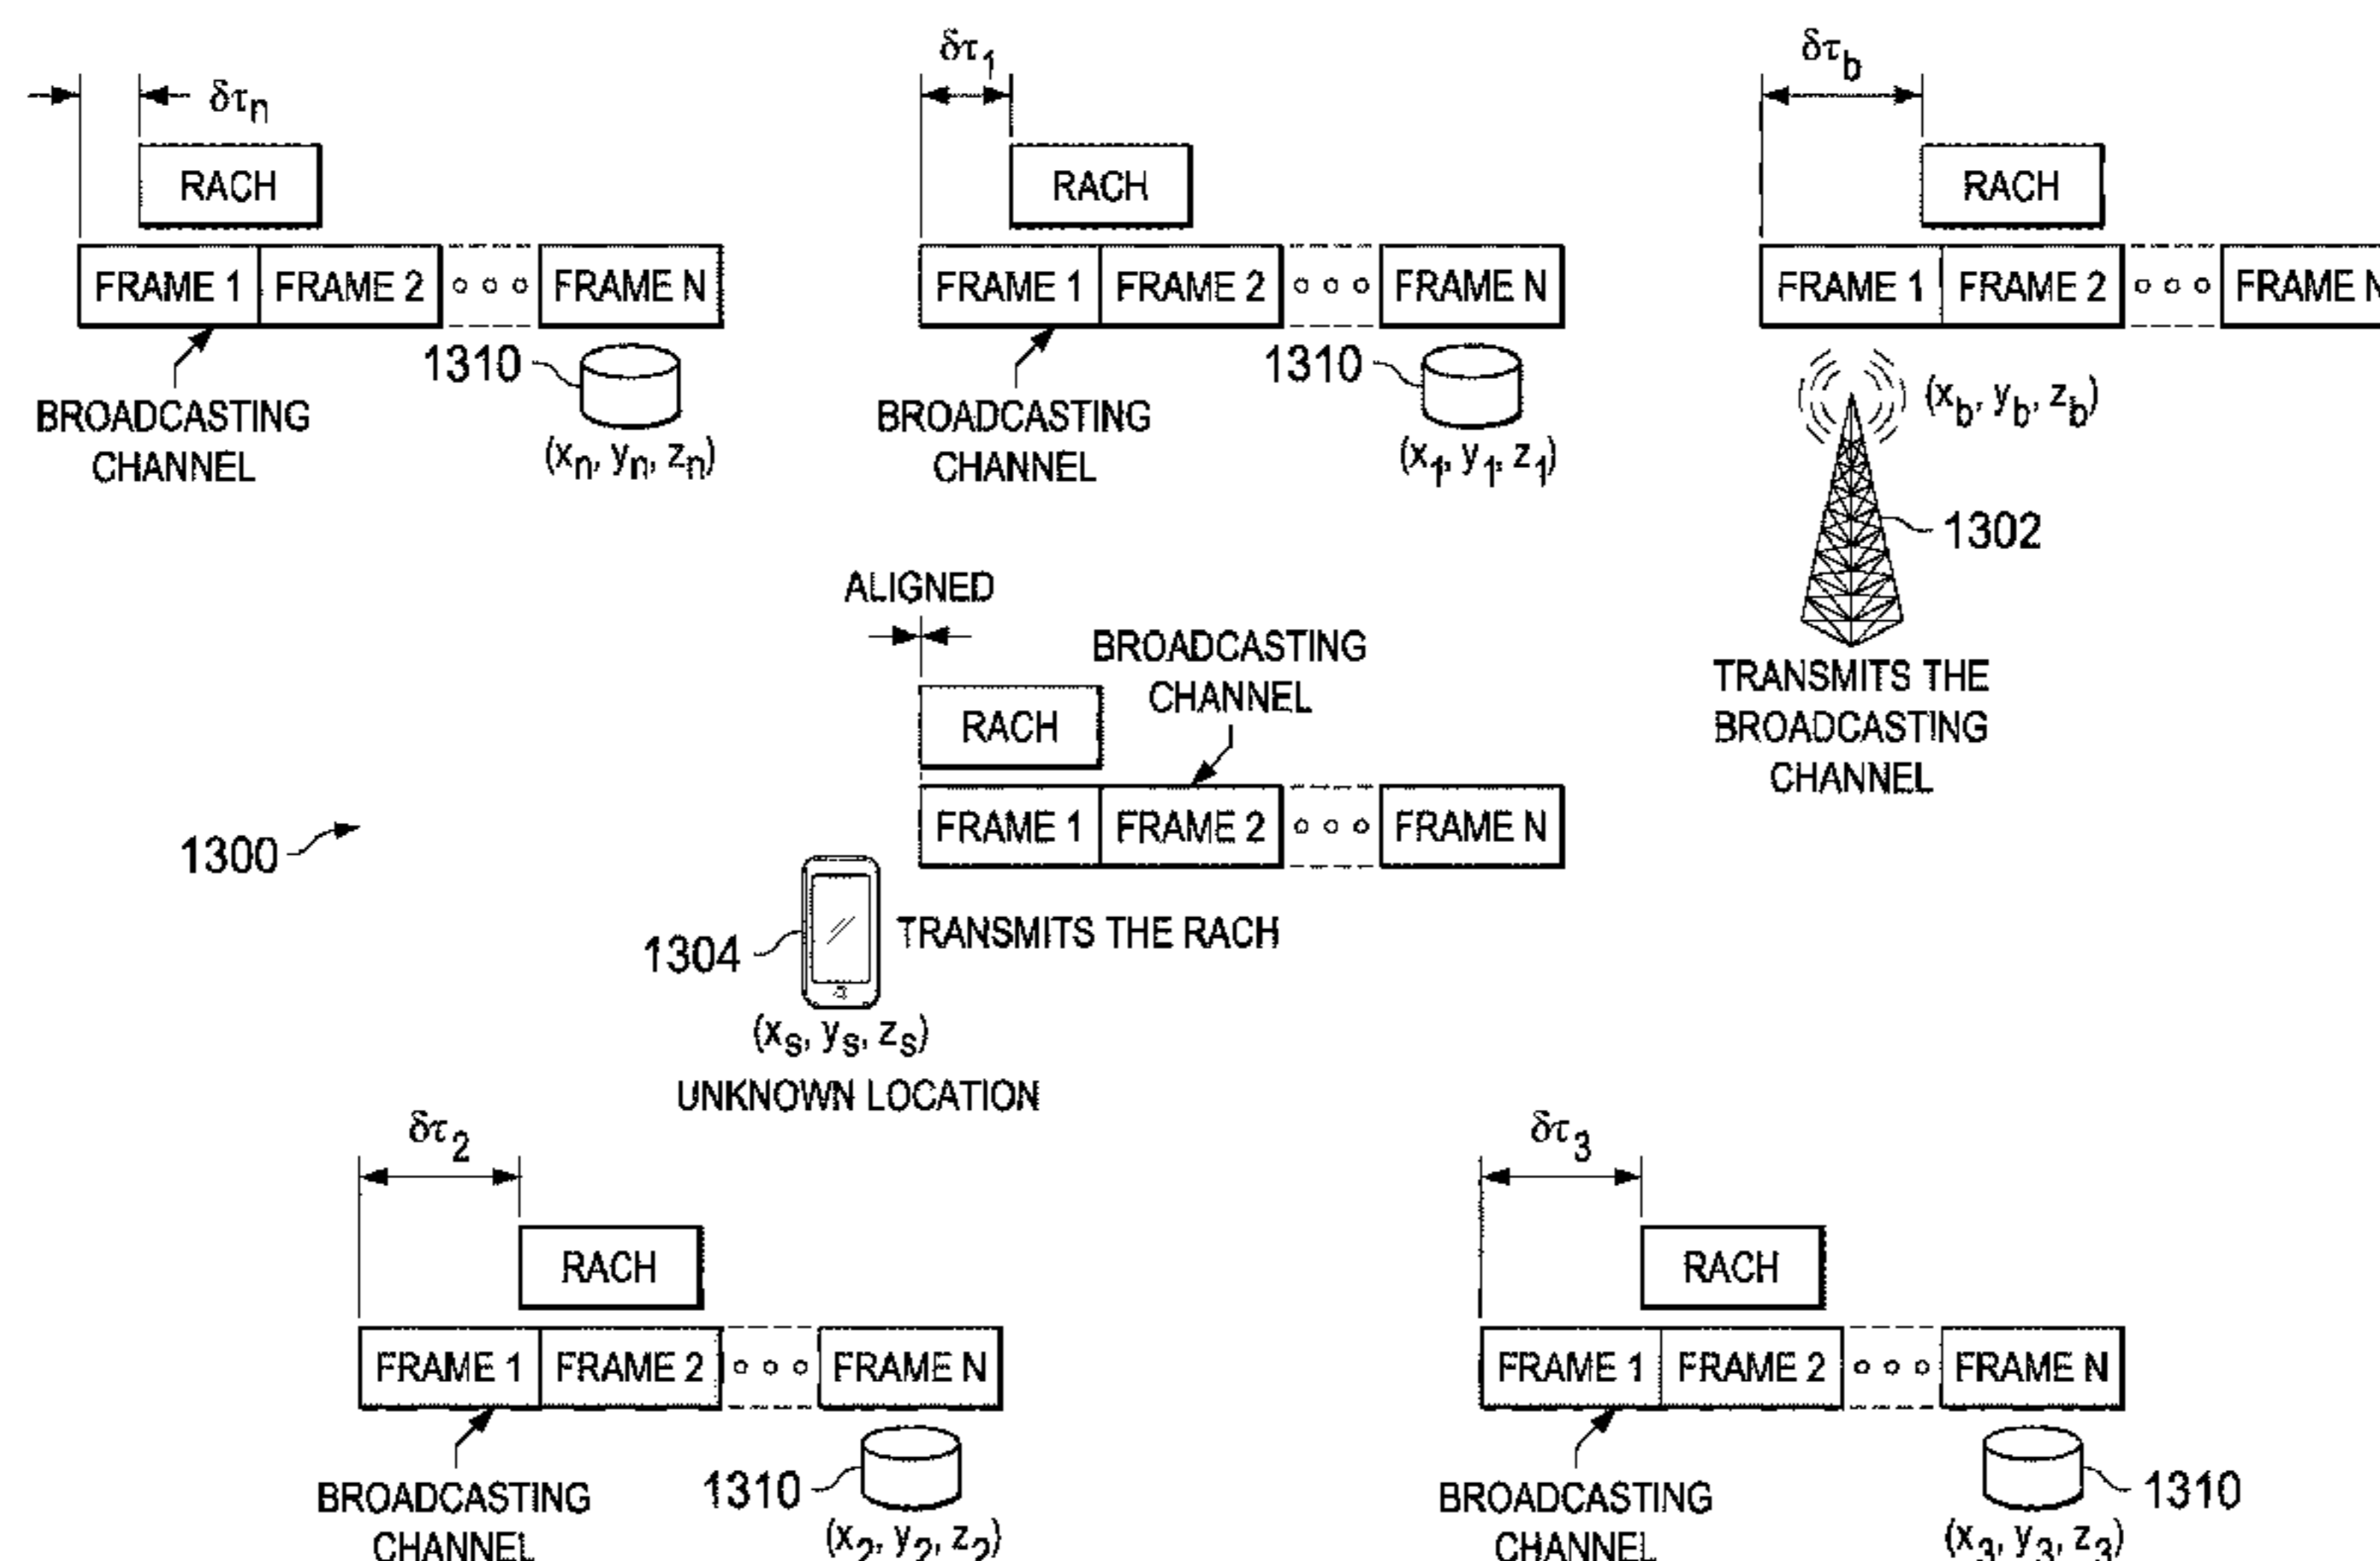 δτn
δτ1
δτb
RACH
RACH
RACH
FRAME 1 FRAME 2 ∘∘∘ FRAME N
FRAME 1 FRAME 2 ∘∘∘ FRAME N
FRAME 1 FRAME 2 ∘∘∘ FRAME N
1310
1310
BROADCASTING
CHANNEL
(xn, yn, zn)
BROADCASTING
CHANNEL
(x1, y1, z1)
(xb, yb, zb)
1302
TRANSMITS THE
BROADCASTING
CHANNEL
ALIGNED
BROADCASTING
CHANNEL
RACH
FRAME 1 FRAME 2 ∘∘∘ FRAME N
1300
1304
TRANSMITS THE RACH
(xs, ys, zs)
UNKNOWN LOCATION
δτ2
δτ3
RACH
RACH
FRAME 1 FRAME 2 ∘∘∘ FRAME N
FRAME 1 FRAME 2 ∘∘∘ FRAME N
BROADCASTING
CHANNEL
1310
(x2, y2, z2)
BROADCASTING
CHANNEL
1310
(x3, y3, z3)